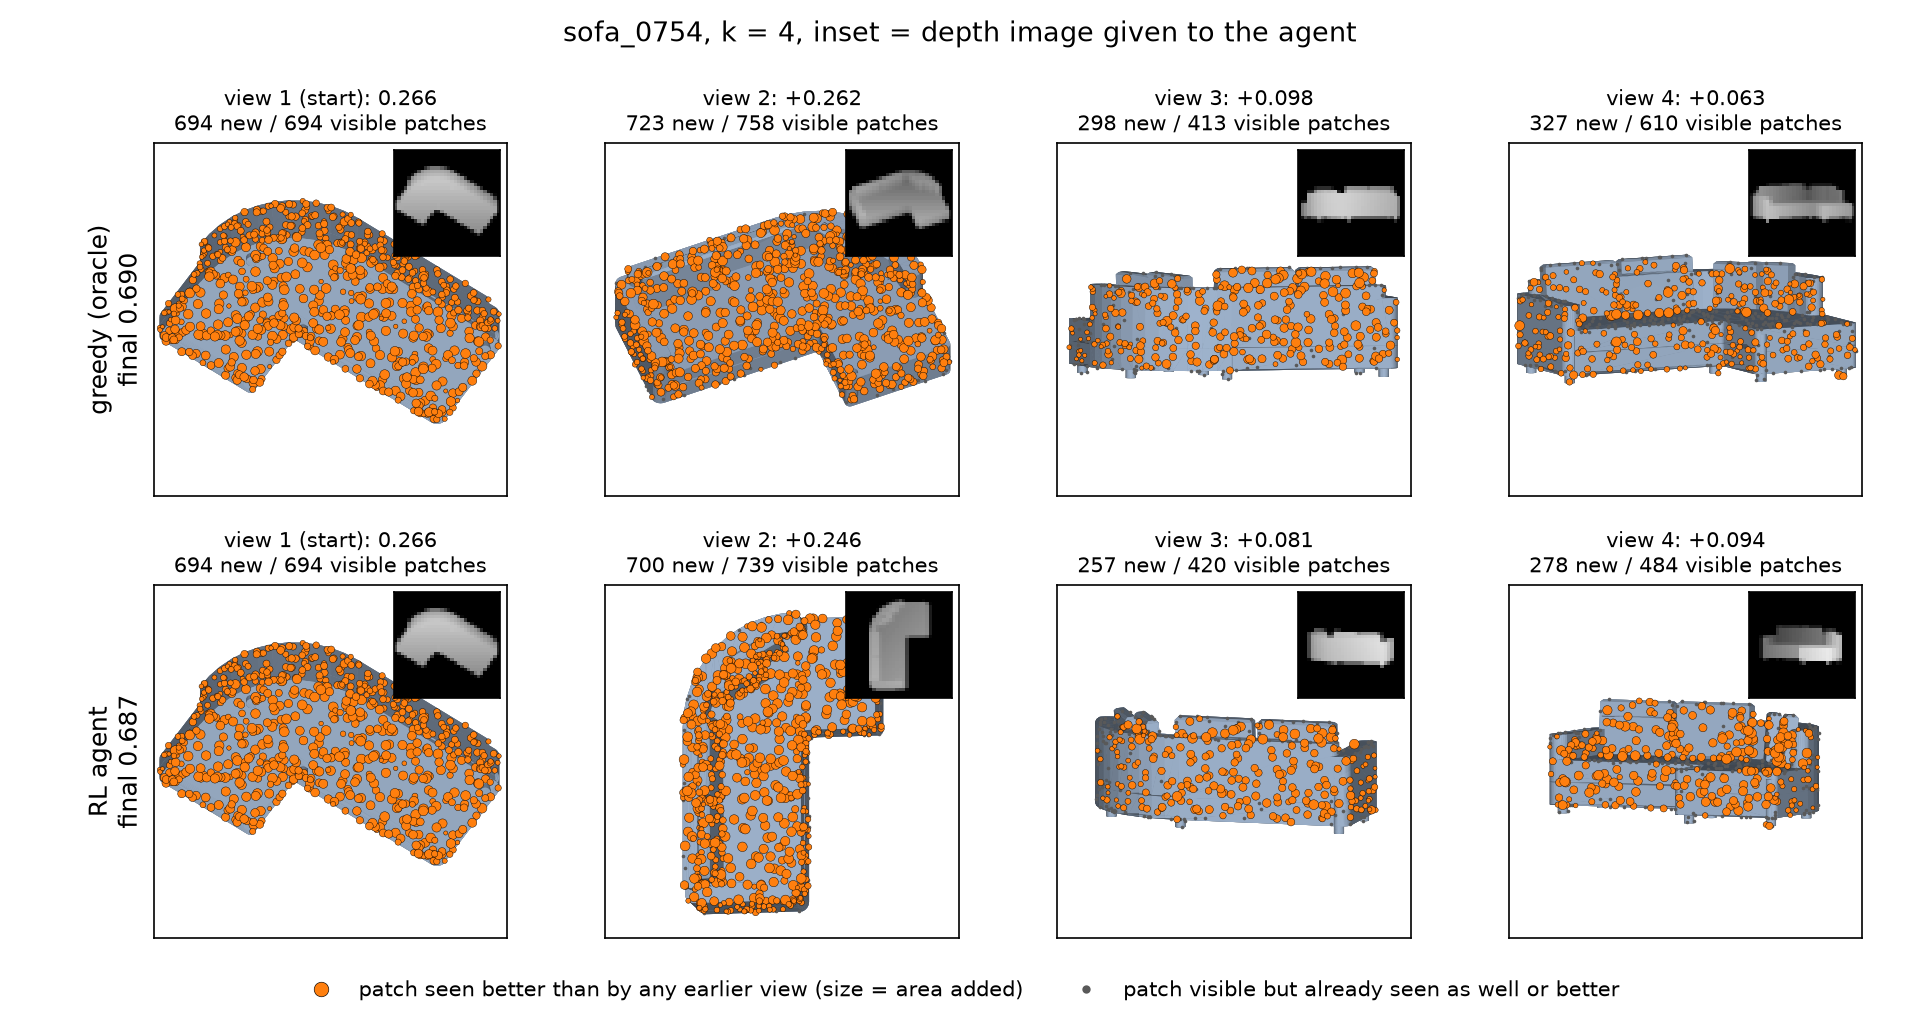 sofa_0754, k = 4, inset = depth image given to the agent
view 1 (start): 0.266
694 new / 694 visible patches
view 2: +0.262
723 new / 758 visible patches
view 3: +0.098
298 new / 413 visible patches
view 4: +0.063
327 new / 610 visible patches
greedy (oracle)
final 0.690
view 1 (start): 0.266
694 new / 694 visible patches
view 2: +0.246
700 new / 739 visible patches
view 3: +0.081
257 new / 420 visible patches
view 4: +0.094
278 new / 484 visible patches
RL agent
final 0.687
patch seen better than by any earlier view (size = area added)
patch visible but already seen as well or better